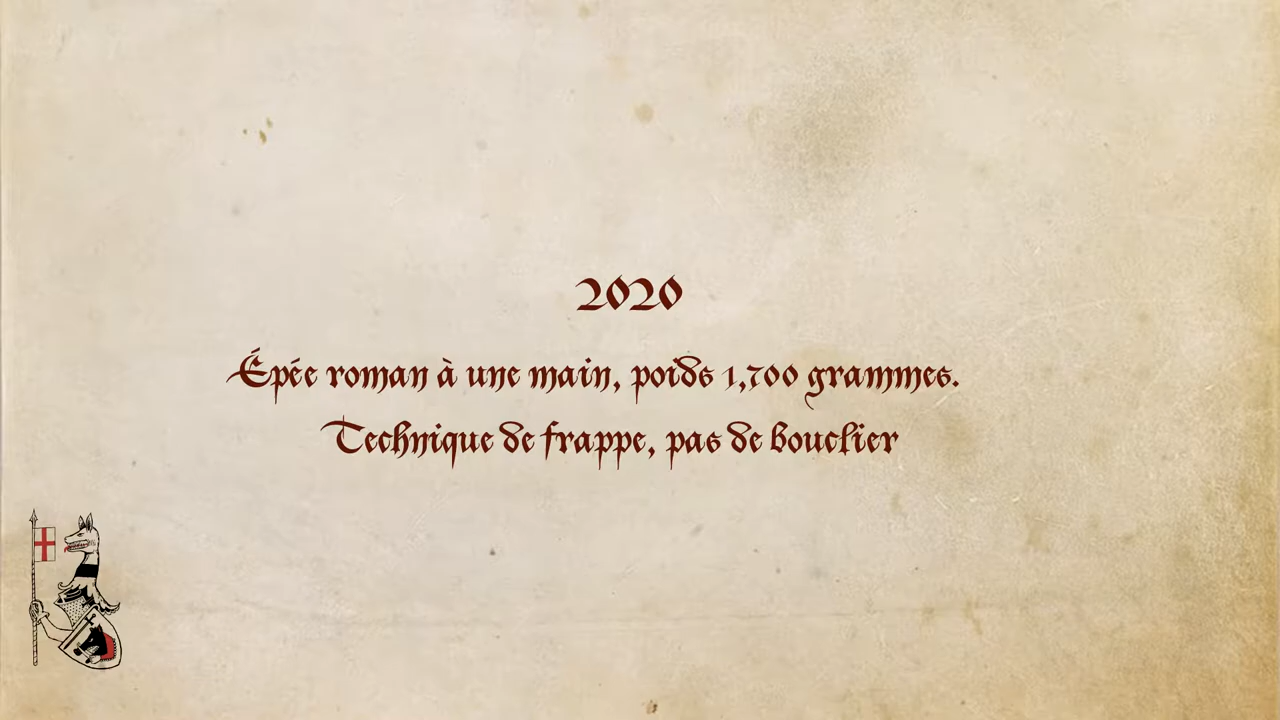 2020
Épée roman à une main, poids 1,700 grammes.
Technique de frappe, pas de bouclier